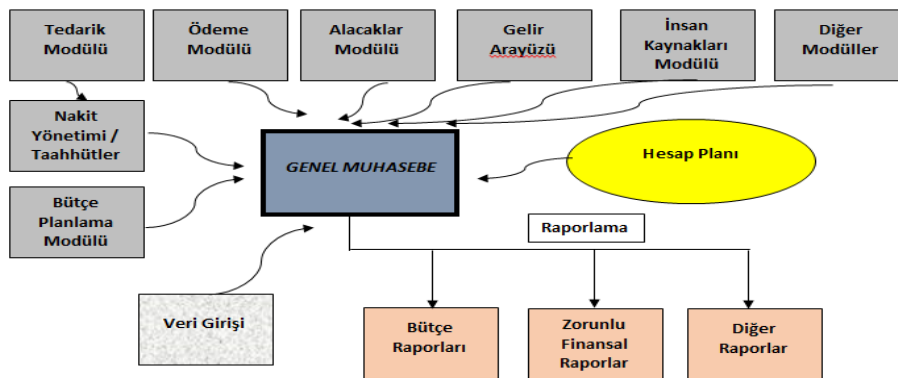 Tedarik
Modülü
Ödeme
Modülü
Alacaklar
Modülü
Gelir
Arayüzü
İnsan
Kaynakları
Modülü
Diğer
Modüller
Nakit
Yönetimi /
Taahhütler
GENEL MUHASEBE
Hesap Planı
Bütçe
Planlama
Modülü
Raporlama
Veri Girişi
Bütçe
Raporları
Zorunlu
Finansal
Raporlar
Diğer
Raporlar